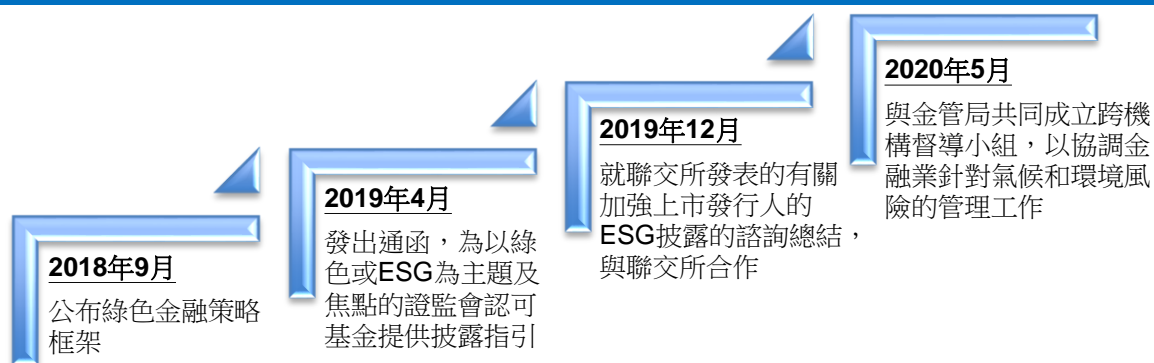 2018年9月
公布綠色金融策略
框架
2019年4月
發出通函，為以綠
色或ESG為主題及
焦點的證監會認可
基金提供披露指引
2019年12月
就聯交所發表的有關
加強上市發行人的
ESG披露的諮詢總結，
與聯交所合作
2020年5月
與金管局共同成立跨機
構督導小組，以協調金
融業針對氣候和環境風
險的管理工作